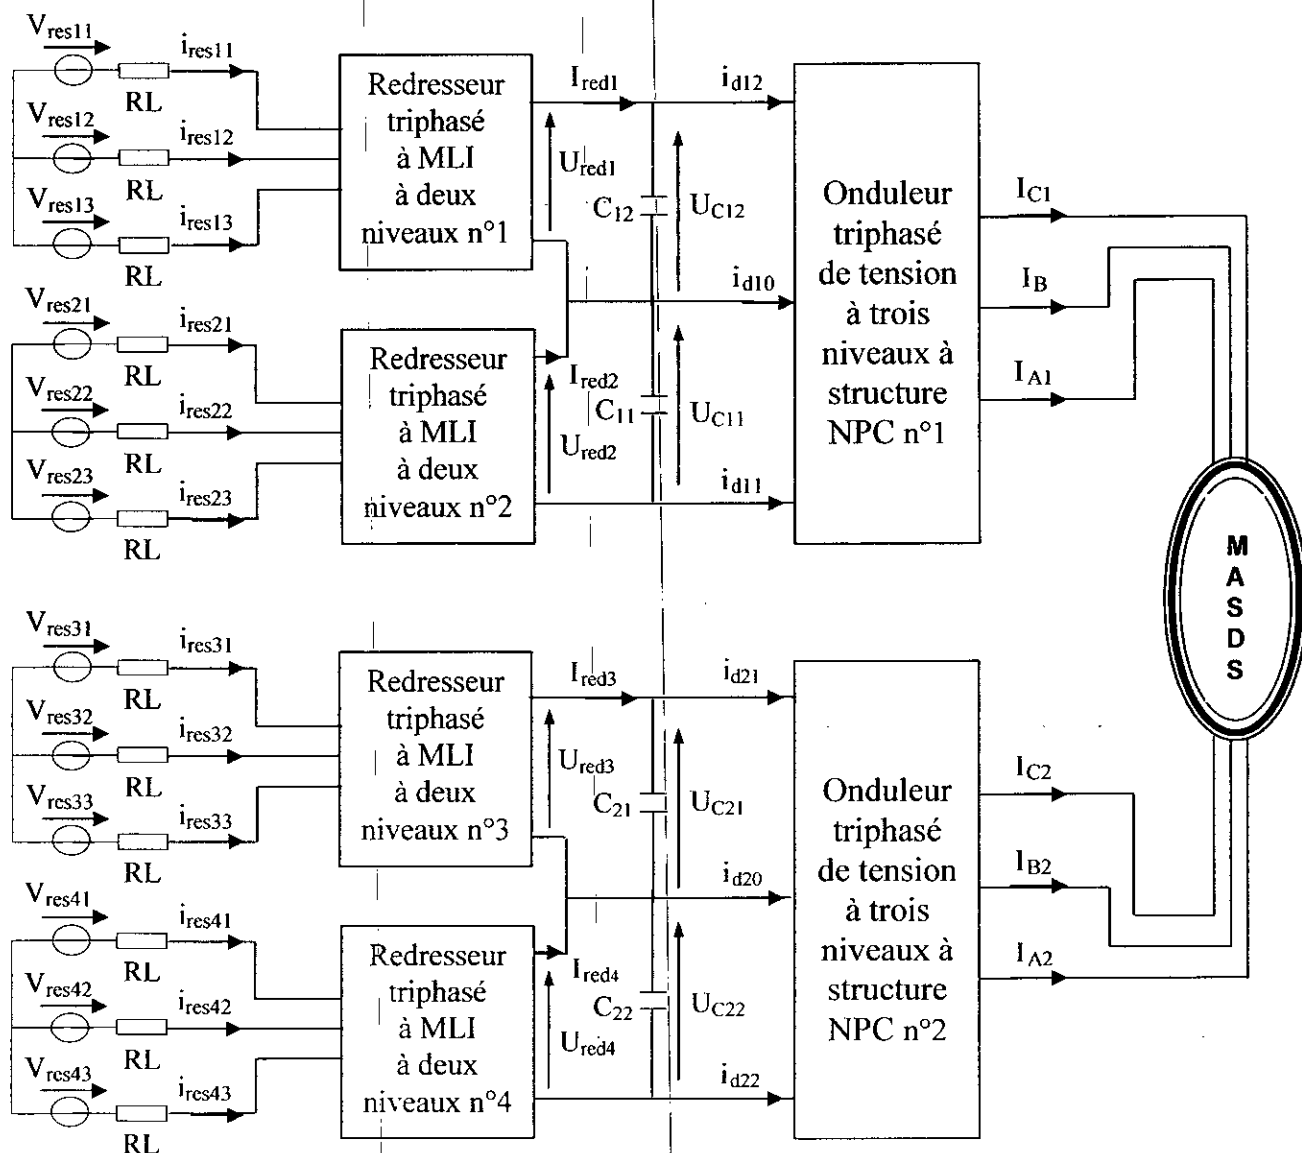 Vres11
ires11
RL
Vres12
ires12
RL
Vres13
ires13
RL
Redresseur
triphasé
à MLI
à deux
niveaux n°1
Ired1
Ured1
C12
UC12
id12
Vres21
ires21
RL
Vres22
ires22
RL
Vres23
ires23
RL
Redresseur
triphasé
à MLI
à deux
niveaux n°2
Ired2
Ured2
C11
UC11
id10
id11
Onduleur
triphasé
de tension
à trois
niveaux à
structure
NPC n°1
IC1
IB
IA1
M
A
S
D
S
Vres31
ires31
RL
Vres32
ires32
RL
Vres33
ires33
RL
Redresseur
triphasé
à MLI
à deux
niveaux n°3
Ired3
Ured3
C21
UC21
id21
Vres41
ires41
RL
Vres42
ires42
RL
Vres43
ires43
RL
Redresseur
triphasé
à MLI
à deux
niveaux n°4
Ired4
Ured4
C22
UC22
id20
id22
Onduleur
triphasé
de tension
à trois
niveaux à
structure
NPC n°2
IC2
IB2
IA2